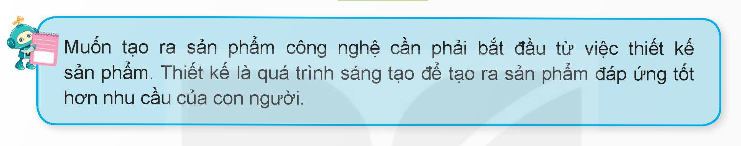 Muốn tạo ra sản phẩm công nghệ cần phải bắt đầu từ việc thiết kế
sản phẩm. Thiết kế là quá trình sáng tạo để tạo ra sản phẩm đáp ứng tốt
hơn nhu cầu của con người.